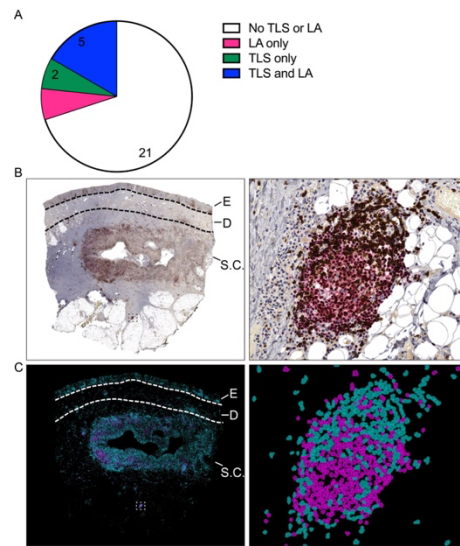 A
5
2
21
No TLS or LA
LA only
TLS only
TLS and LA
B
E
D
S.C.
C
E
D
S.C.